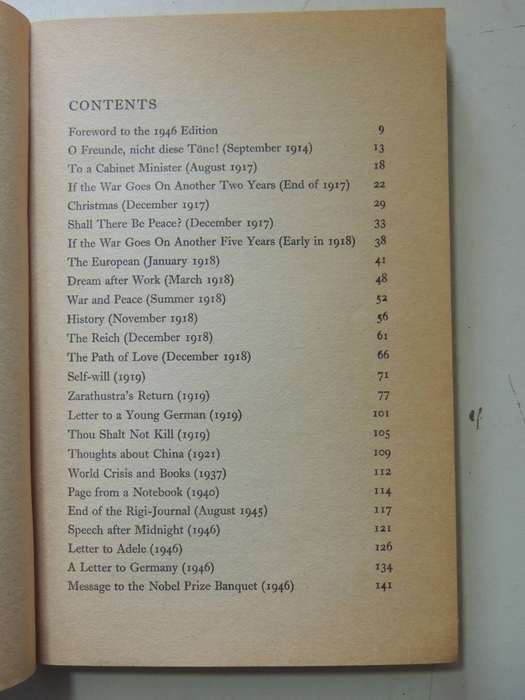 CONTENTS
Foreword to the 1946 Edition 9
O Freunde, nicht diese Töne! (September 1914) 13
To a Cabinet Minister (August 1917) 18
If the War Goes On Another Two Years (End of 1917) 22
Christmas (December 1917) 29
Shall There Be Peace? (December 1917) 33
If the War Goes On Another Five Years (Early in 1918) 38
The European (January 1918) 41
Dream after Work (March 1918) 48
War and Peace (Summer 1918) 52
History (November 1918) 56
The Reich (December 1918) 61
The Path of Love (December 1918) 66
Self-will (1919) 71
Zarathustra's Return (1919) 77
Letter to a Young German (1919) 101
Thou Shalt Not Kill (1919) 105
Thoughts about China (1921) 109
World Crisis and Books (1937) 112
Page from a Notebook (1940) 114
End of the Rigi-Journal (August 1945) 117
Speech after Midnight (1946) 121
Letter to Adele (1946) 126
A Letter to Germany (1946) 134
Message to the Nobel Prize Banquet (1946) 141